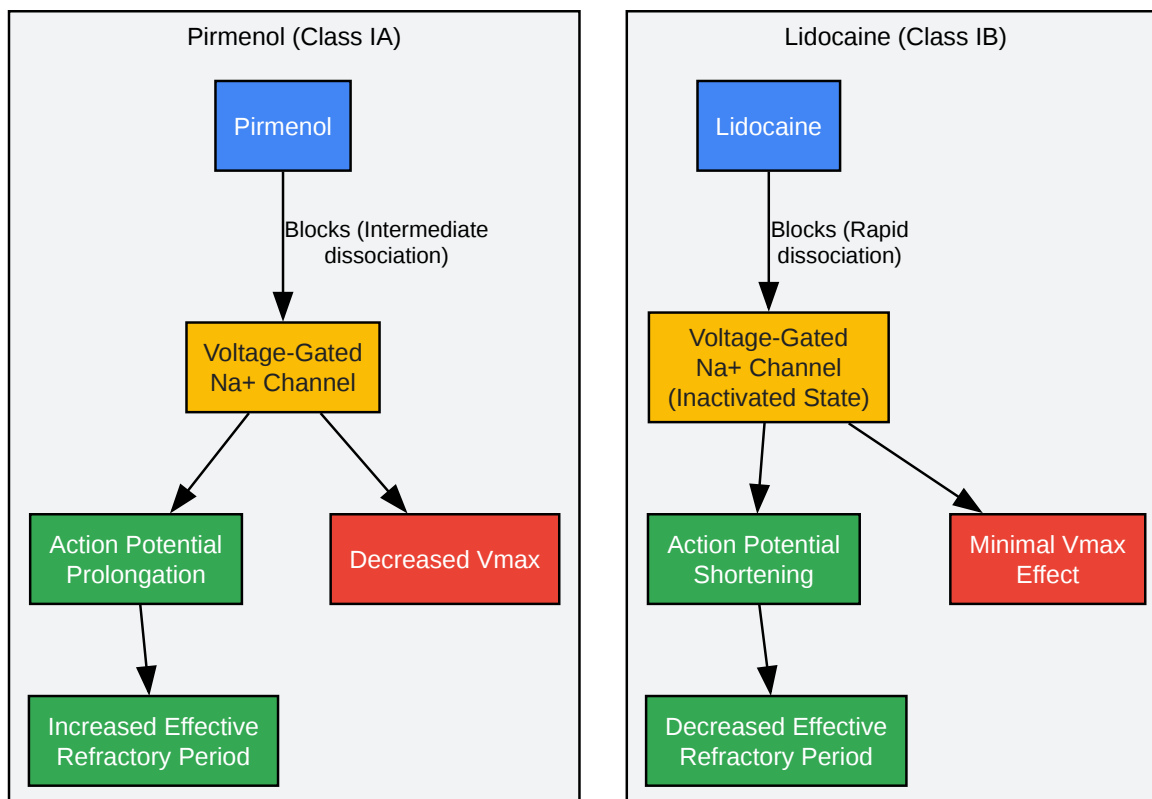 Pirmenol (Class IA)
Pirmenol
Blocks (Intermediate
dissociation)
Voltage-Gated
Na+ Channel
Action Potential
Prolongation
Decreased Vmax
Increased Effective
Refractory Period
Lidocaine (Class IB)
Lidocaine
Blocks (Rapid
dissociation)
Voltage-Gated
Na+ Channel
(Inactivated State)
Action Potential
Shortening
Minimal Vmax
Effect
Decreased Effective
Refractory Period